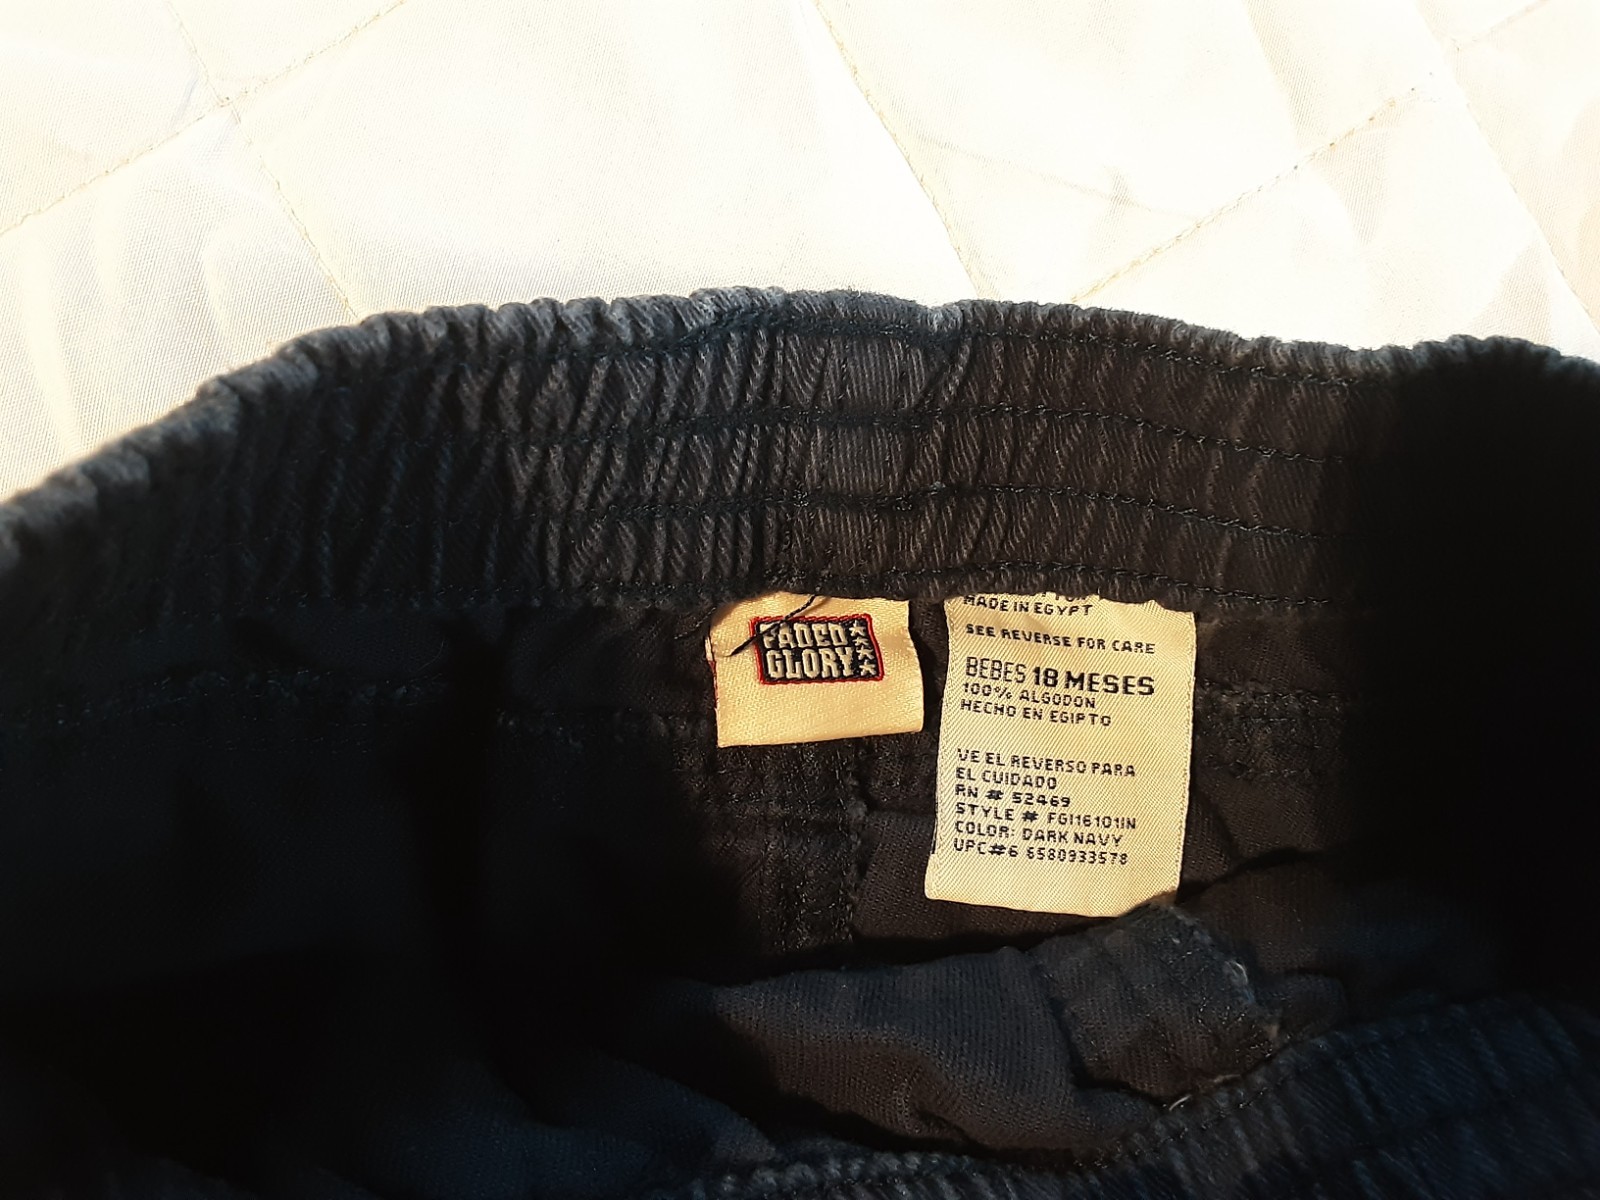 FADED
GLORY
MADE IN EGYPT
SEE REVERSE FOR CARE
BEBES 18 MESES
100% ALGODON
HECHO EN EGIPTO
VE EL REVERSO PARA
EL CUIDADO
RN # 52469
STYLE # FGI16101IN
COLOR: DARK NAVY
UPC#6 6580933578